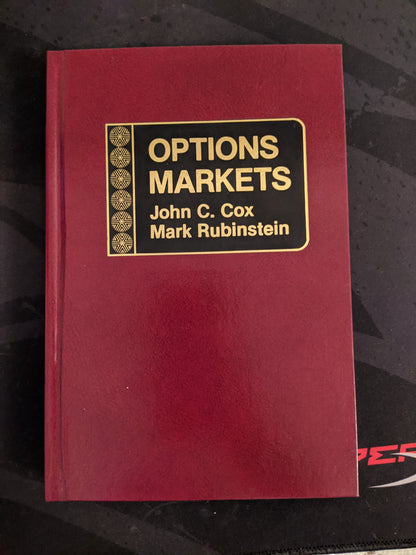 OPTIONS
MARKETS
John C. Cox
Mark Rubinstein